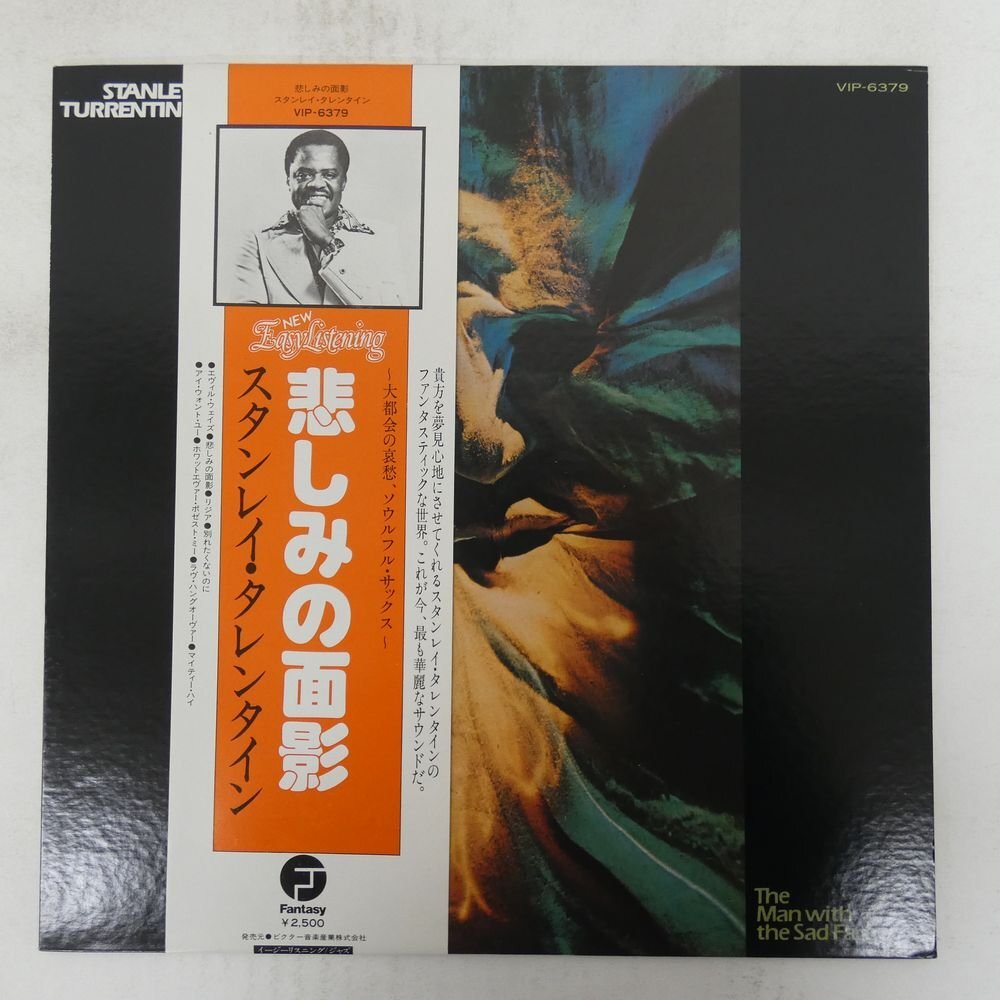 STANLE
TURRENTIN
悲しみの面影
スタンレイ・タレンタイン
VIP-6379
VIP-6379
NEW
Easy Listening
貴方を夢見心地にさせてくれるスタンレイ・タレンタインの
ファンタスティックな世界。これが今、最も華麗なサウンドだ。
〜大都会の哀愁、ソウルフル・サックス〜
悲しみの面影
スタンレイ・タレンタイン
●エヴィル・ウェイズ●悲しみの面影●リジア●別れたくないのに
●アイ・ウォント・ユー●ホワットエヴァー・ポゼスト・ミー●ラヴ・ハングオーヴァー●マイティー・ハイ
Fantasy
¥2,500
発売元●ビクター音楽産業株式会社
イージーリスニング/ジャズ
The
Man with
the Sad Face